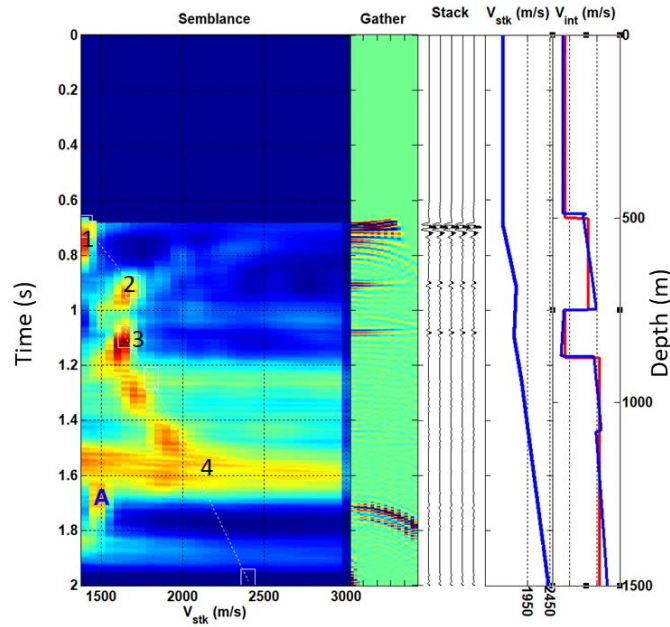 Semblance
Gather
Stack
V_stk (m/s)
V_int (m/s)
0
0.2
0.4
0.6
0.8
1
1.2
1.4
1.6
1.8
2
Time (s)
1
2
3
4
A
1500
2000
2500
3000
V_stk (m/s)
1950
2450
0
500
1000
1500
Depth (m)